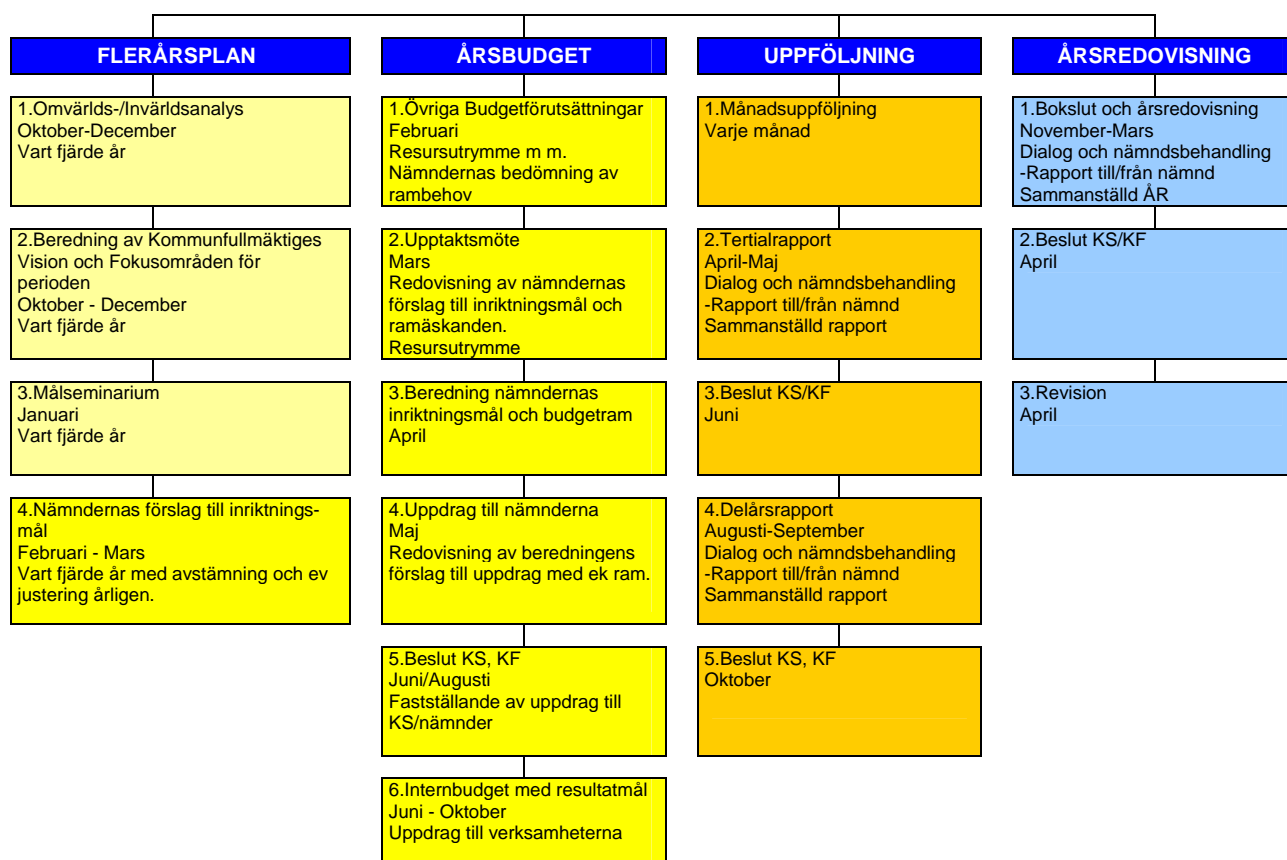 FLERÅRSPLAN
1.Omvärlds-/Invärldsanalys
Oktober-December
Vart fjärde år
2.Beredning av Kommunfullmäktiges
Vision och Fokusområden för
perioden
Oktober - December
Vart fjärde år
3.Målseminarium
Januari
Vart fjärde år
4.Nämndernas förslag till inriktnings-
mål
Februari - Mars
Vart fjärde år med avstämning och ev
justering årligen.
ÅRSBUDGET
1.Övriga Budgetförutsättningar
Februari
Resursutrymme m m.
Nämndernas bedömning av
rambehov
2.Upptaktsmöte
Mars
Redovisning av nämndernas
förslag till inriktningsmål och
ramäskanden.
Resursutrymme
3.Beredning nämndernas
inriktningsmål och budgetram
April
4.Uppdrag till nämnderna
Maj
Redovisning av beredningens
förslag till uppdrag med ek ram.
5.Beslut KS, KF
Juni/Augusti
Fastställande av uppdrag till
KS/nämnder
6.Internbudget med resultatmål
Juni - Oktober
Uppdrag till verksamheterna
UPPFÖLJNING
1.Månadsuppföljning
Varje månad
2.Tertialrapport
April-Maj
Dialog och nämndsbehandling
-Rapport till/från nämnd
Sammanställd rapport
3.Beslut KS/KF
Juni
4.Delårsrapport
Augusti-September
Dialog och nämndsbehandling
-Rapport till/från nämnd
Sammanställd rapport
5.Beslut KS, KF
Oktober
ÅRSREDOVISNING
1.Bokslut och årsredovisning
November-Mars
Dialog och nämndsbehandling
-Rapport till/från nämnd
Sammanställd ÅR
2.Beslut KS/KF
April
3.Revision
April